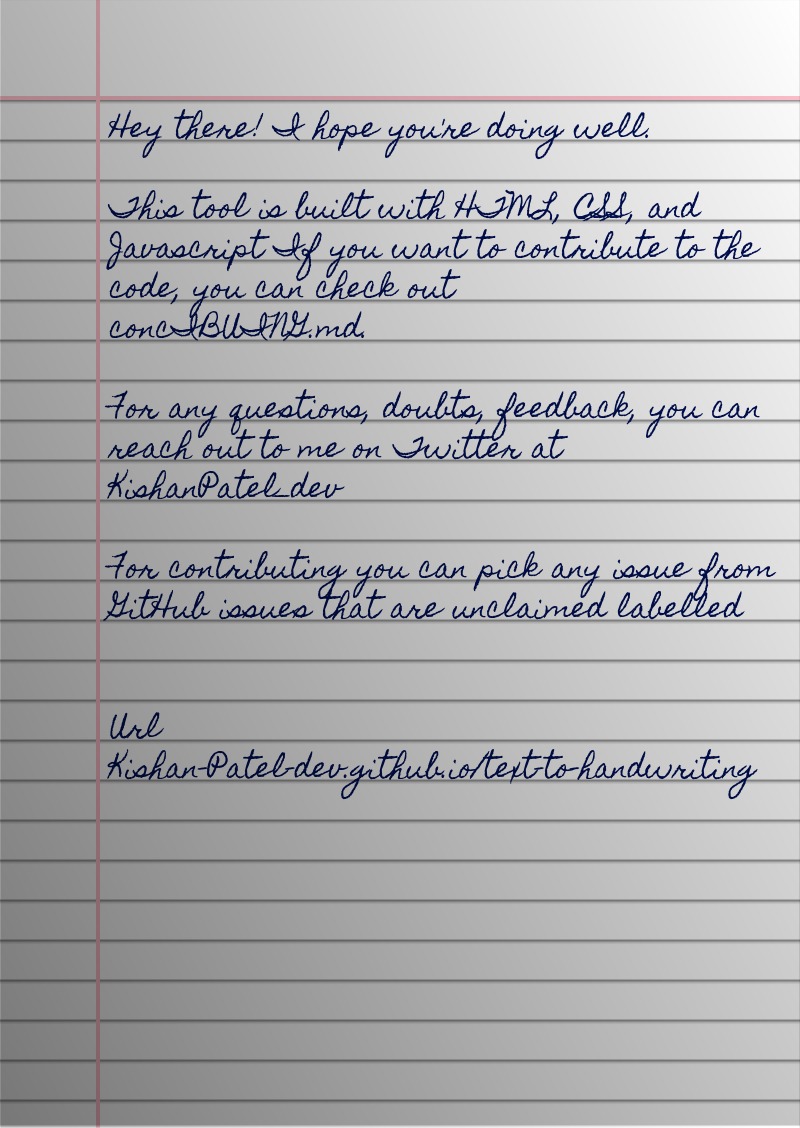 Hey there! I hope you're doing well.
This tool is built with HTML, CSS, and
Javascript If you want to contribute to the
code, you can check out
concIBUING.md.
For any questions, doubts, feedback, you can
reach out to me on Twitter at
KishanPatel_dev
For contributing you can pick any issue from
GitHub issues that are unclaimed labelled
Url
Kishan-Patel-dev.github.io/text-to-handwriting